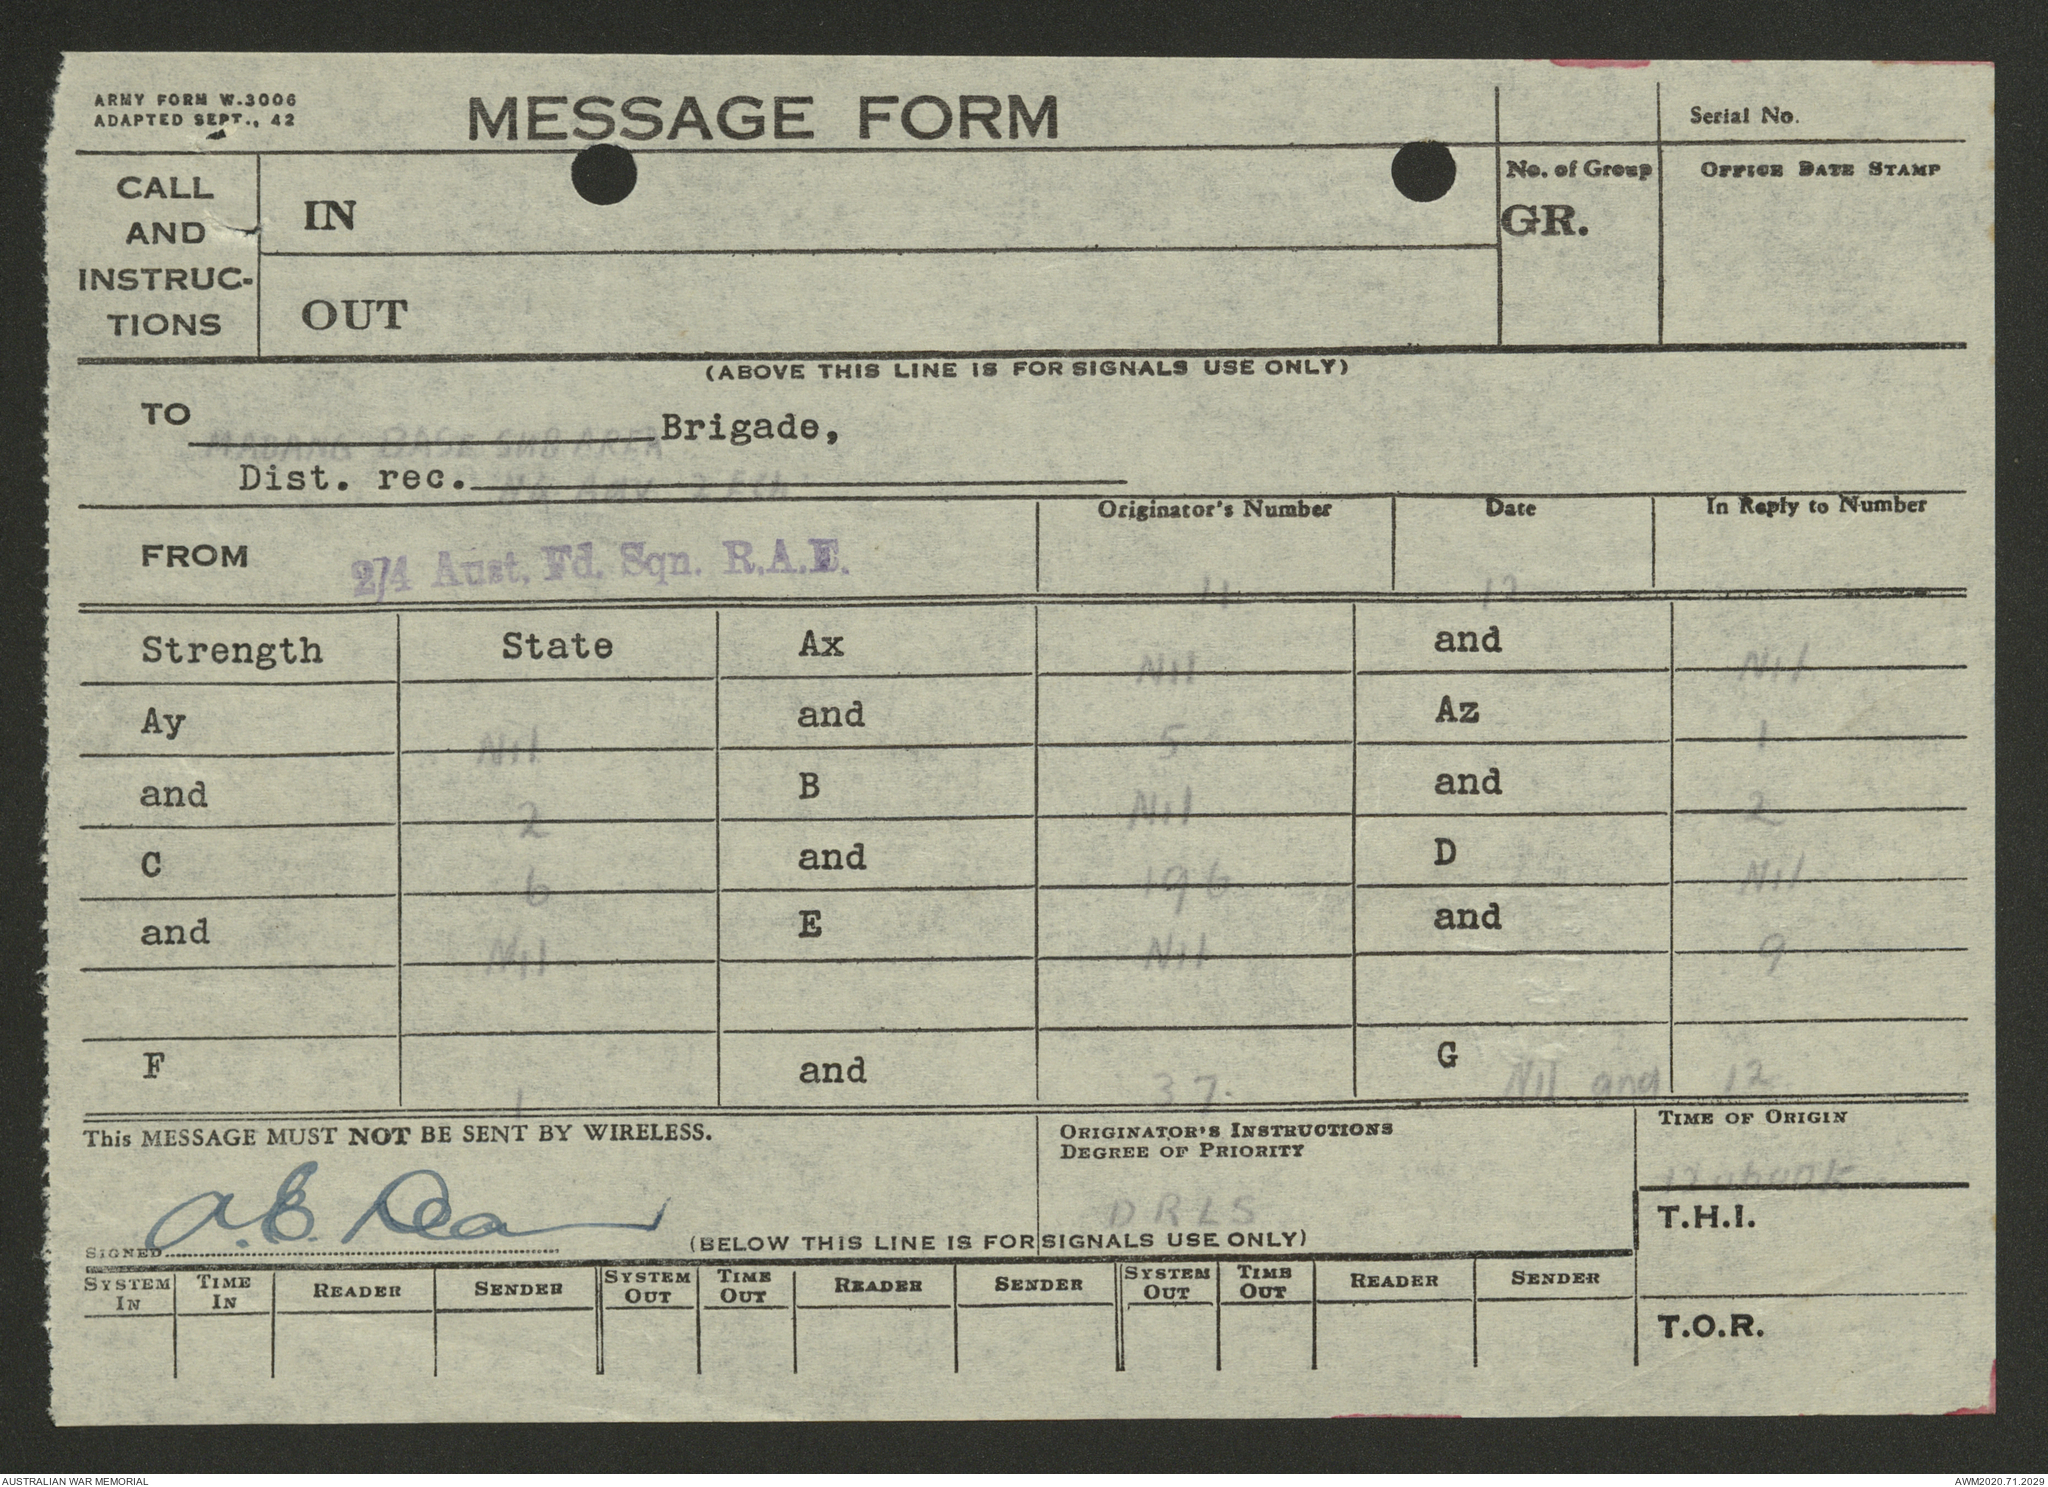 ARMY FORM W.3006
ADAPTED SEPT., 42
MESSAGE FORM
Serial No.
CALL
AND
INSTRUC-
TIONS
IN
OUT
No. of Group
GR.
OFFICE DATE STAMP
(ABOVE THIS LINE IS FOR SIGNALS USE ONLY)
TO MADANG BASE SUB AREA Brigade,
Dist. rec. HQ Adv 2 Ech
FROM 2/4 Aust. Fd. Sqn. R.A.E.
Originator's Number 11
Date 12
In Reply to Number
Strength State Ax Nil and Nil
Ay Nil and 5 Az 1
and 2 B Nil and 2
C 6 and 196 D Nil
and Nil E Nil and 9
F 1 and 37. G Nil and 12
This MESSAGE MUST NOT BE SENT BY WIRELESS.
ORIGINATOR'S INSTRUCTIONS
DEGREE OF PRIORITY
DRLS
TIME OF ORIGIN
T.H.I.
T.O.R.
SIGNED A.B. Dean
(BELOW THIS LINE IS FOR SIGNALS USE ONLY)
SYSTEM IN TIME IN READER SENDER SYSTEM OUT TIME OUT READER SENDER SYSTEM OUT TIME OUT READER SENDER
AUSTRALIAN WAR MEMORIAL
AWM2020.71.2029